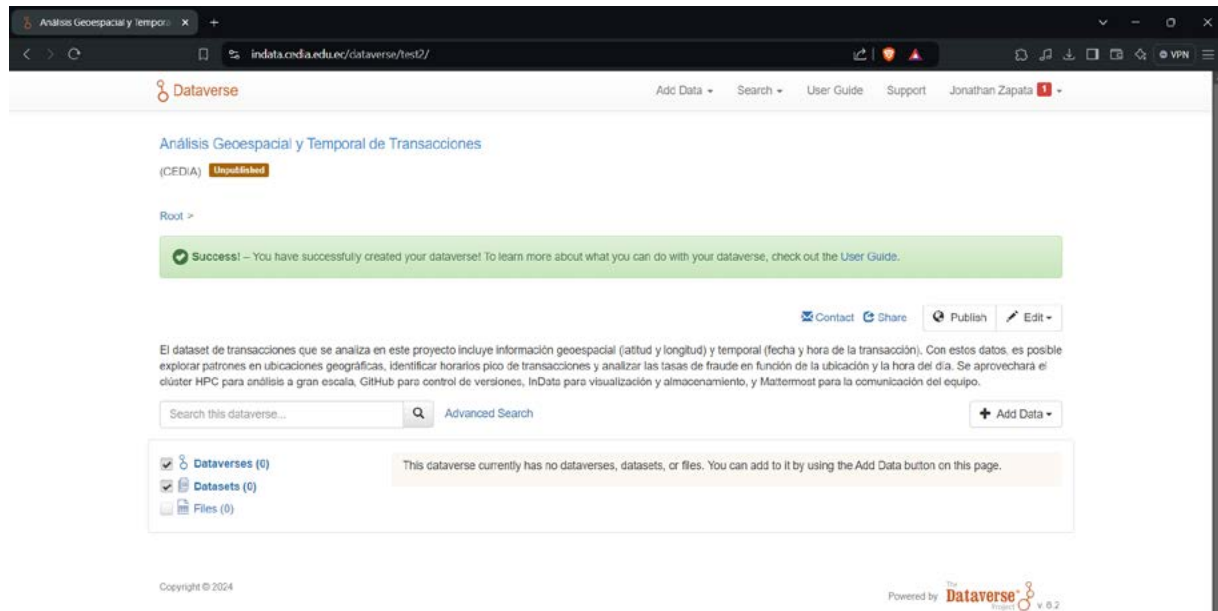 Análisis Geoespacial y Tempora
indata.cedia.edu.ec/dataverse/test2/
VPN
Dataverse
Add Data
Search
User Guide
Support
Jonathan Zapata 1
Análisis Geoespacial y Temporal de Transacciones
(CEDIA) Unpublished
Root >
Success! – You have successfully created your dataverse! To learn more about what you can do with your dataverse, check out the User Guide.
Contact Share Publish Edit
El dataset de transacciones que se analiza en este proyecto incluye información geoespacial (latitud y longitud) y temporal (fecha y hora de la transacción). Con estos datos, es posible
explorar patrones en ubicaciones geográficas, identificar horarios pico de transacciones y analizar las tasas de fraude en función de la ubicación y la hora del día. Se aprovechará el
clúster HPC para análisis a gran escala, GitHub para control de versiones, InData para visualización y almacenamiento, y Mattermost para la comunicación del equipo.
Search this dataverse... Advanced Search Add Data
Dataverses (0)
This dataverse currently has no dataverses, datasets, or files. You can add to it by using the Add Data button on this page.
Datasets (0)
Files (0)
Copyright © 2024
Powered by The Dataverse Project v. 6.2